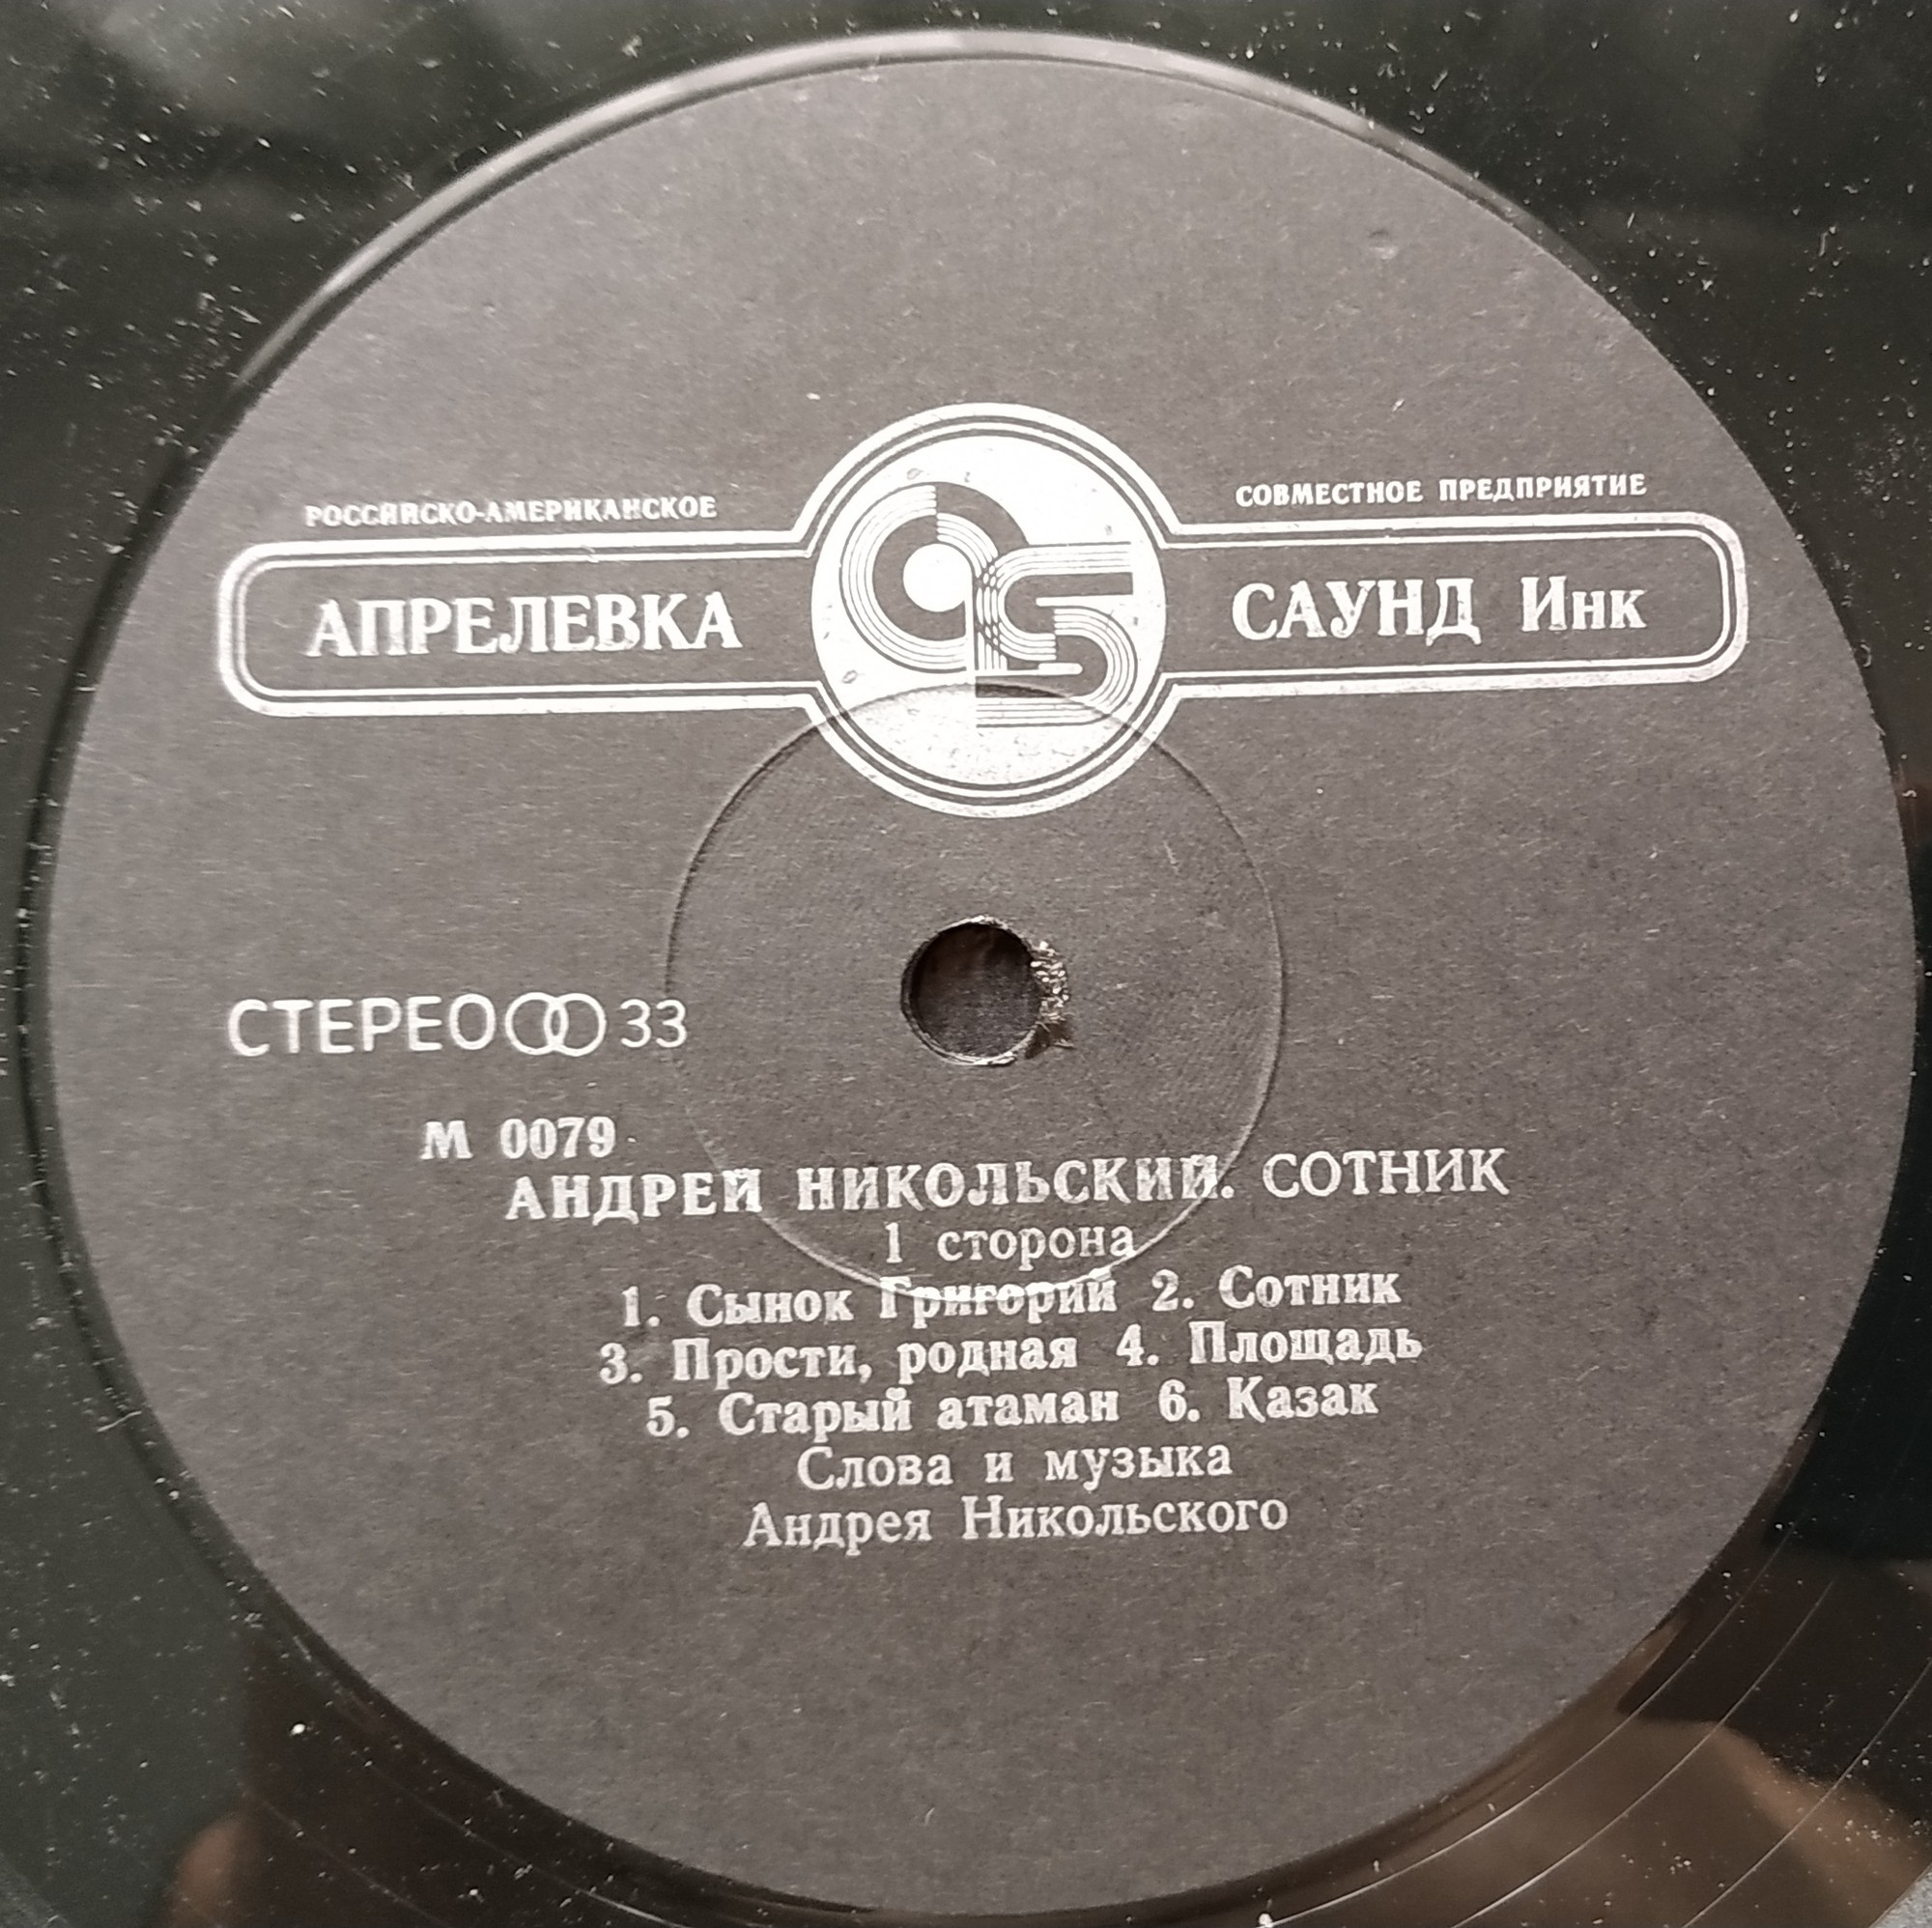 РОССИЙСКО-АМЕРИКАНСКОЕ СОВМЕСТНОЕ ПРЕДПРИЯТИЕ
АПРЕЛЕВКА САУНД Инк
СТЕРЕО 33
М 0079
АНДРЕЙ НИКОЛЬСКИЙ. СОТНИК
1 сторона
1. Сынок Григорий 2. Сотник
3. Прости, родная 4. Площадь
5. Старый атаман 6. Казак
Слова и музыка
Андрея Никольского